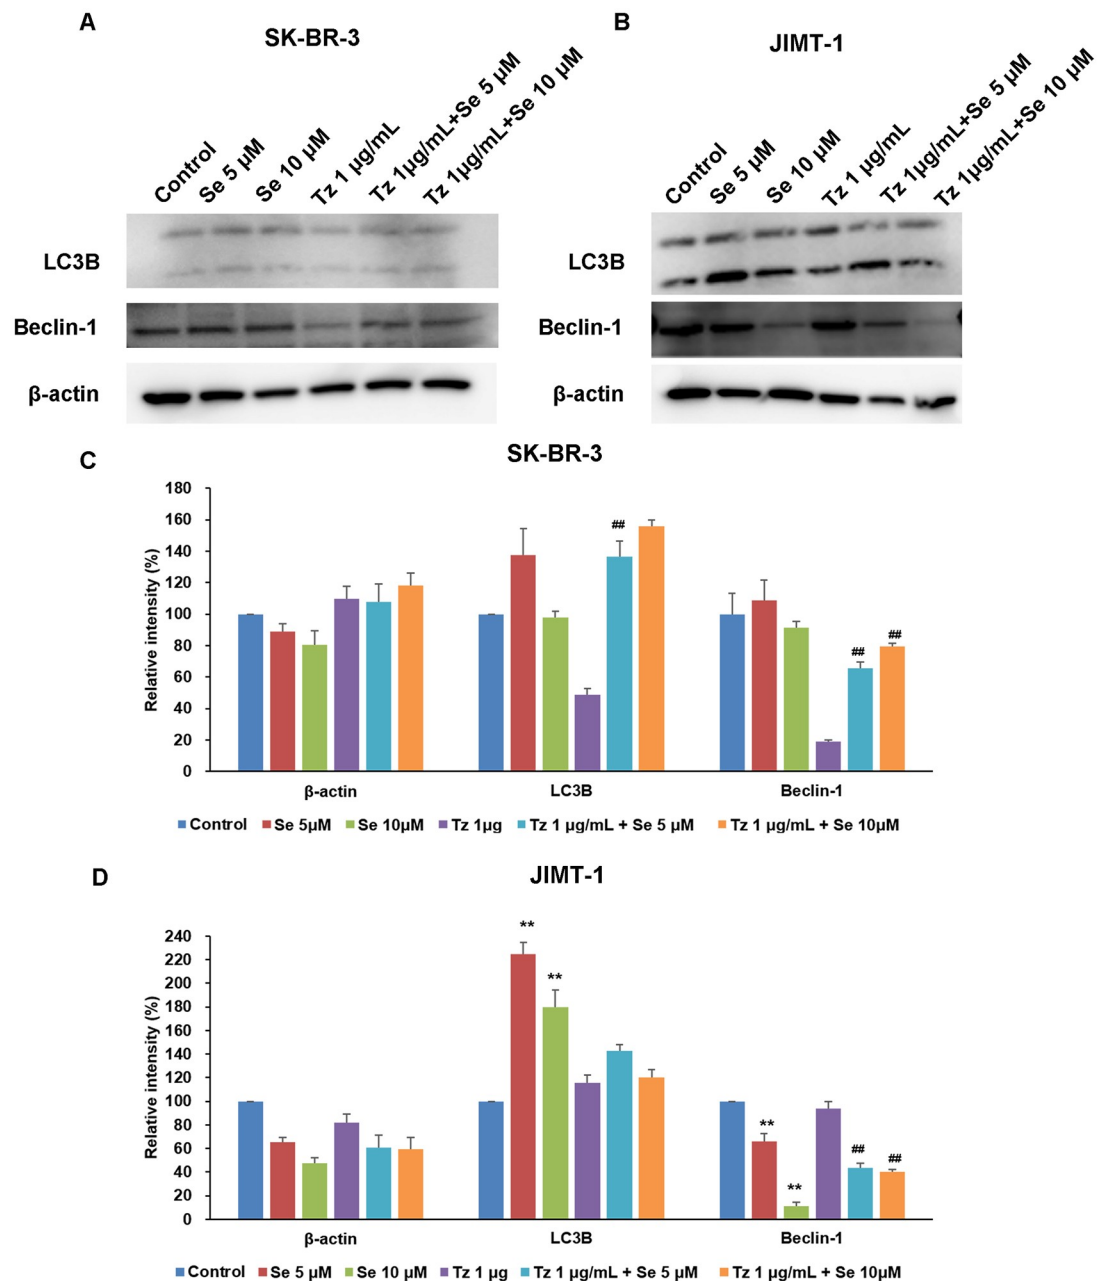 A
SK-BR-3
Control
Se 5 μM
Se 10 μM
Tz 1 μg/mL
Tz 1μg/mL+Se 5 μM
Tz 1μg/mL+Se 10 μM
LC3B
Beclin-1
β-actin
B
JIMT-1
Control
Se 5 μM
Se 10 μM
Tz 1 μg/mL
Tz 1μg/mL+Se 5 μM
Tz 1μg/mL+Se 10 μM
LC3B
Beclin-1
β-actin
C
SK-BR-3
Relative intensity (%)
180
160
140
120
100
80
60
40
20
0
##
##
##
β-actin
LC3B
Beclin-1
Control
Se 5μM
Se 10μM
Tz 1μg
Tz 1 μg/mL + Se 5 μM
Tz 1 μg/mL + Se 10μM
D
JIMT-1
Relative intensity (%)
240
220
200
180
160
140
120
100
80
60
40
20
0
**
**
**
**
##
##
β-actin
LC3B
Beclin-1
Control
Se 5 μM
Se 10 μM
Tz 1 μg
Tz 1 μg/mL + Se 5 μM
Tz 1 μg/mL + Se 10μM